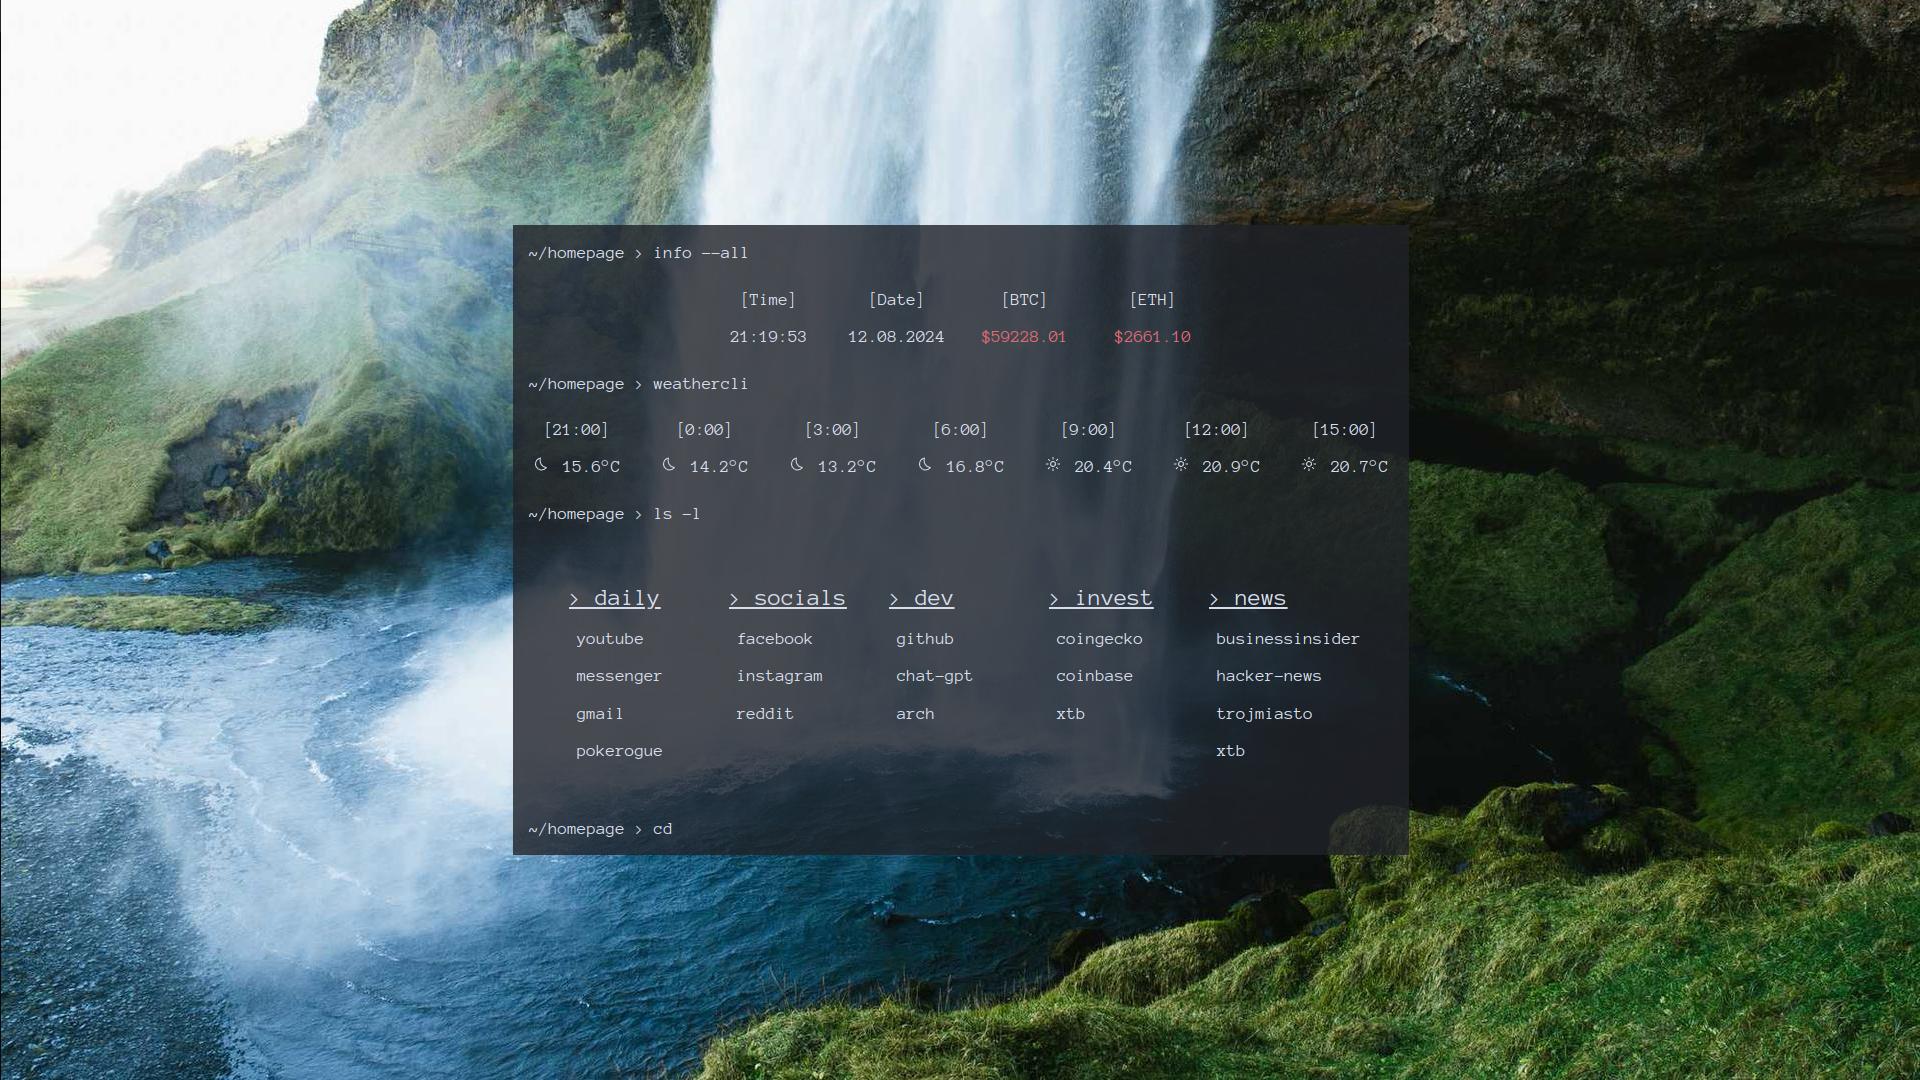 ~/homepage > info --all
[Time] [Date] [BTC] [ETH]
21:19:53 12.08.2024 $59228.01 $2661.10
~/homepage > weathercli
[21:00] [0:00] [3:00] [6:00] [9:00] [12:00] [15:00]
15.6°C 14.2°C 13.2°C 16.8°C 20.4°C 20.9°C 20.7°C
~/homepage > ls -l
> daily > socials > dev > invest > news
youtube facebook github coingecko businessinsider
messenger instagram chat-gpt coinbase hacker-news
gmail reddit arch xtb trojmiasto
pokerogue xtb
~/homepage > cd